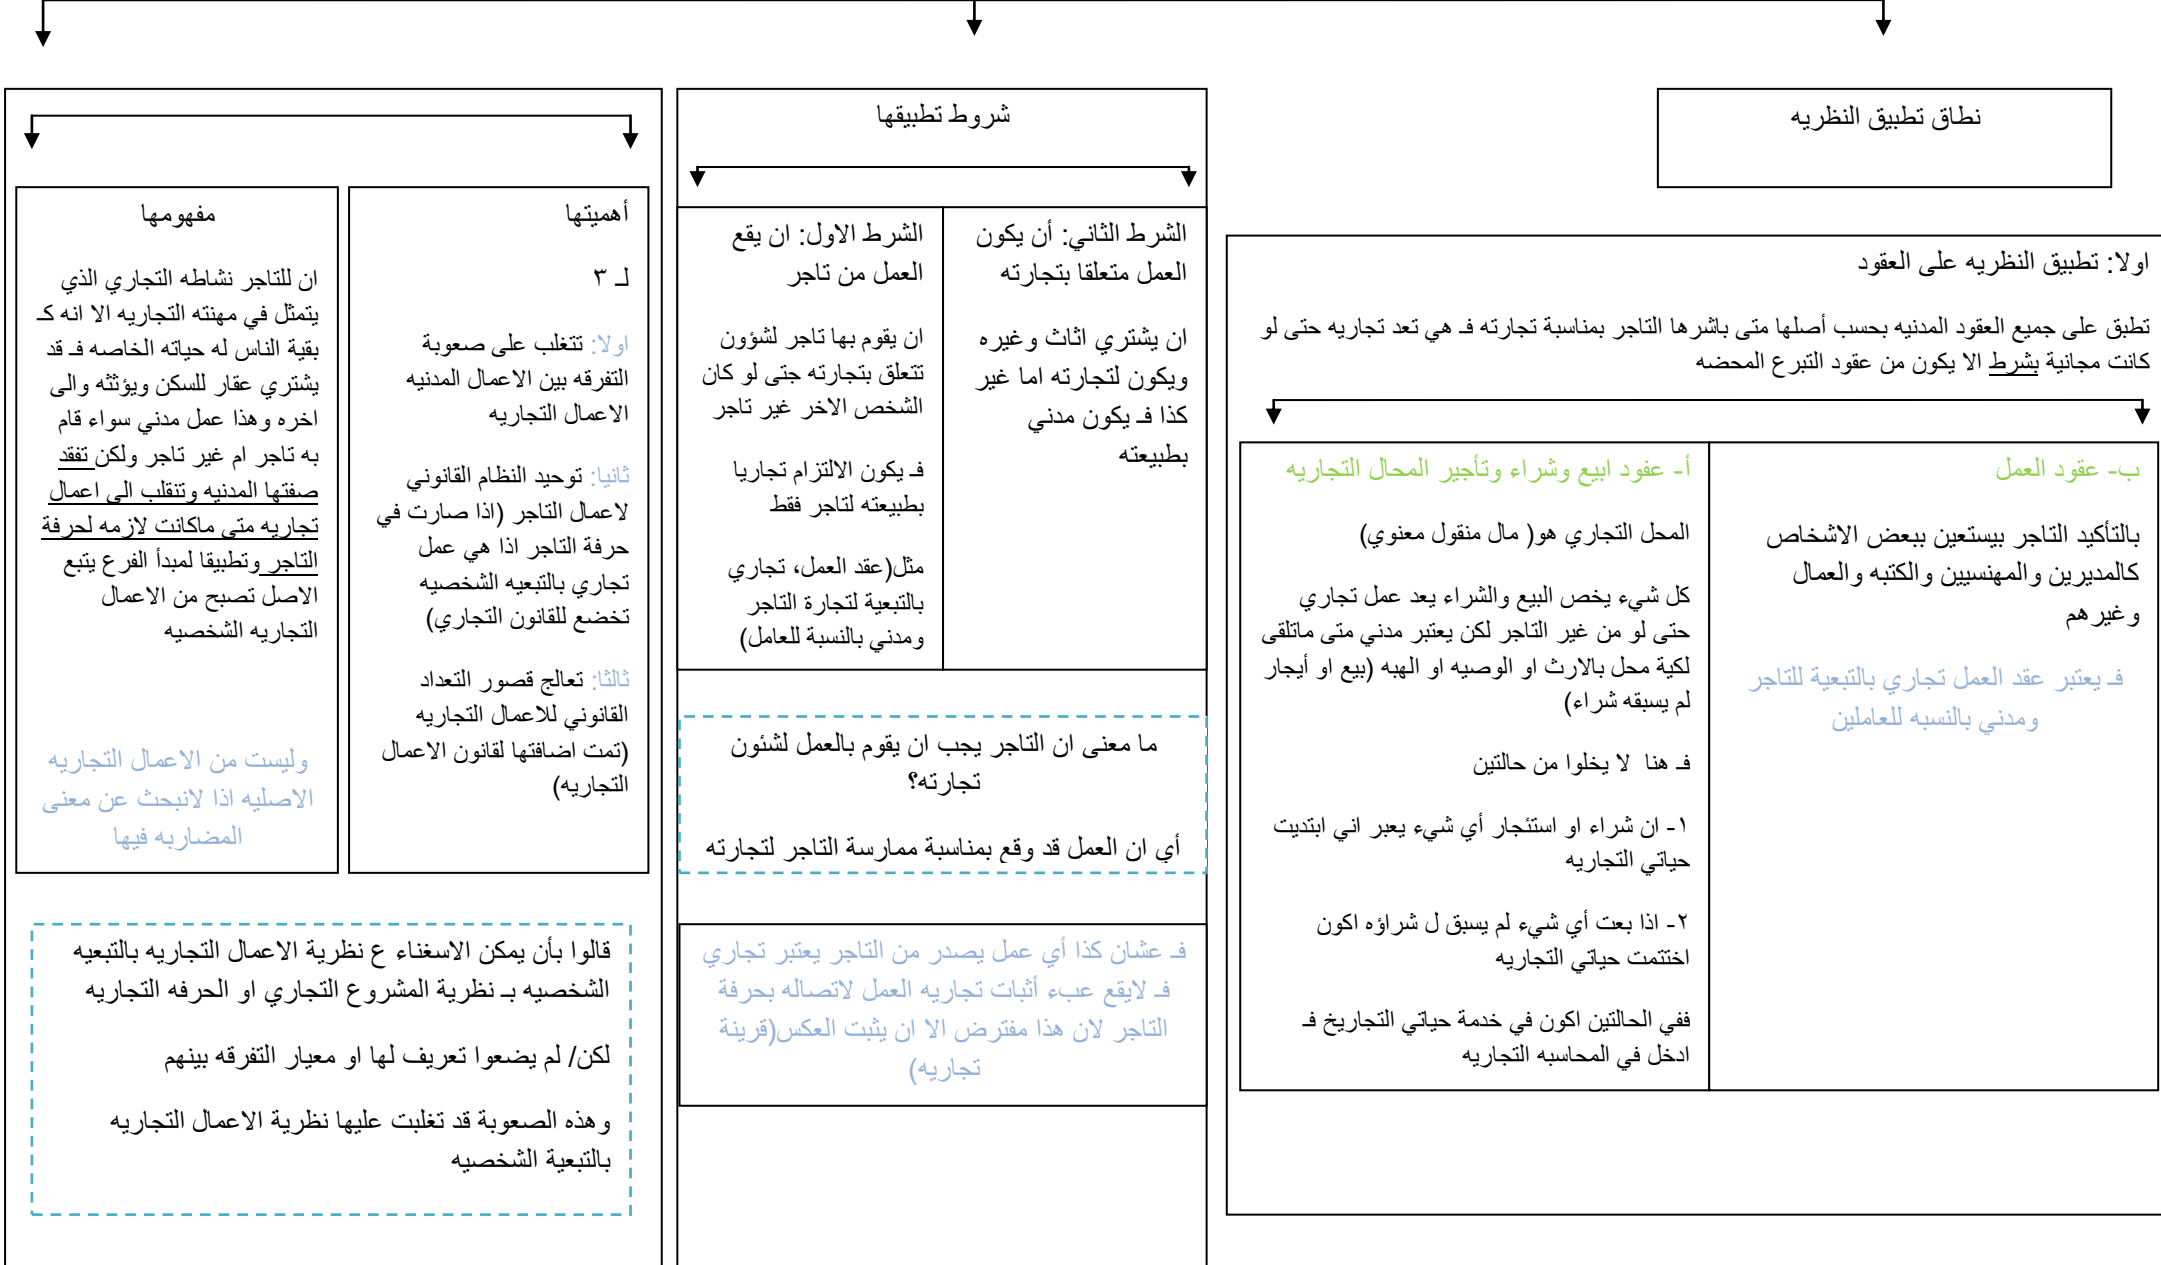 نطاق تطبيق النظريه
اولا: تطبيق النظريه على العقود
تطبق على جميع العقود المدنيه بحسب أصلها متى باشرها التاجر بمناسبة تجارته فـ هي تعد تجاريه حتى لو
كانت مجانية بشرط الا يكون من عقود التبرع المحضه
ب- عقود العمل
بالتأكيد التاجر بيستعين ببعض الاشخاص
كالمديرين والمهنسيين والكتبه والعمال
وغيرهم
فـ يعتبر عقد العمل تجاري بالتبعية للتاجر
ومدني بالنسبه للعاملين
أ- عفود ابيع وشراء وتأجير المحال التجاريه
المحل التجاري هو( مال منقول معنوي)
كل شيء يخص البيع والشراء يعد عمل تجاري
حتى لو من غير التاجر لكن يعتبر مدني متى ماتلقى
لكية محل بالارث او الوصيه او الهبه (بيع او أيجار
لم يسبقه شراء)
فـ هنا لا يخلوا من حالتين
١- ان شراء او استئجار أي شيء يعبر اني ابتديت
حياتي التجاريه
٢- اذا بعت أي شيء لم يسبق ل شراؤه اكون
اختتمت حياتي التجاريه
ففي الحالتين اكون في خدمة حياتي التجاريخ فـ
ادخل في المحاسبه التجاريه
شروط تطبيقها
الشرط الثاني: أن يكون
العمل متعلقا بتجارته
ان يشتري اثاث وغيره
ويكون لتجارته اما غير
كذا فـ يكون مدني
بطبيعته
الشرط الاول: ان يقع
العمل من تاجر
ان يقوم بها تاجر لشؤون
تتعلق بتجارته جتى لو كان
الشخص الاخر غير تاجر
فـ يكون الالتزام تجاريا
بطبيعته لتاجر فقط
مثل(عقد العمل، تجاري
بالتبعية لتجارة التاجر
ومدني بالنسبة للعامل)
ما معنى ان التاجر يجب ان يقوم بالعمل لشئون
تجارته؟
أي ان العمل قد وقع بمناسبة ممارسة التاجر لتجارته
فـ عشان كذا أي عمل يصدر من التاجر يعتبر تجاري
فـ لايقع عبء أثبات تجاريه العمل لاتصاله بحرفة
التاجر لان هذا مفترض الا ان يثبت العكس(قرينة
تجاريه)
أهميتها
لـ ٣
اولا: تتغلب على صعوبة
التفرقه بين الاعمال المدنيه
الاعمال التجاريه
ثانيا: توحيد النظام القانوني
لاعمال التاجر (اذا صارت في
حرفة التاجر اذا هي عمل
تجاري بالتبعيه الشخصيه
تخضع للقانون التجاري)
ثالثا: تعالج قصور التعداد
القانوني للاعمال التجاريه
(تمت اضافتها لقانون الاعمال
التجاريه)
مفهومها
ان للتاجر نشاطه التجاري الذي
يتمثل في مهنته التجاريه الا انه كـ
بقية الناس له حياته الخاصه فـ قد
يشتري عقار للسكن ويؤثثه والى
اخره وهذا عمل مدني سواء قام
به تاجر ام غير تاجر ولكن تفقد
صفتها المدنيه وتنقلب الى اعمال
تجاريه متى ماكانت لازمه لحرفة
التاجر وتطبيقا لمبدأ الفرع يتبع
الاصل تصبح من الاعمال
التجاريه الشخصيه
وليست من الاعمال التجاريه
الاصليه اذا لانبحث عن معنى
المضاربه فيها
قالوا بأن يمكن الاسغناء ع نظرية الاعمال التجاريه بالتبعيه
الشخصيه بـ نظرية المشروع التجاري او الحرفه التجاريه
لكن/ لم يضعوا تعريف لها او معيار التفرقه بينهم
وهذه الصعوبة قد تغلبت عليها نظرية الاعمال التجاريه
بالتبعية الشخصيه